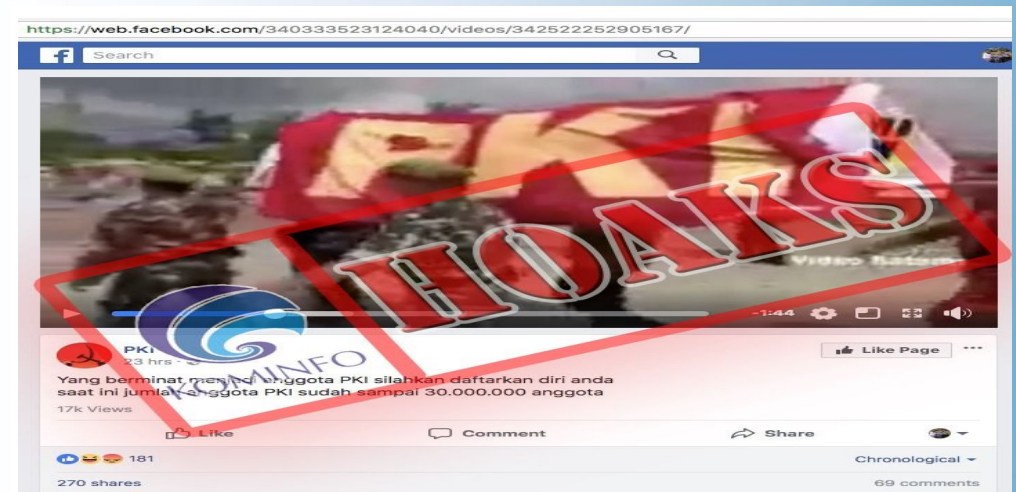 https://web.facebook.com/340333523124040/videos/342522252905167/
f Search
PKI
HOAKS
Video Batam
-1:44
KOMINFO
PKi
23 hrs
Like Page
Yang berminat menjadi anggota PKI silahkan daftarkan diri anda
saat ini jumlah anggota PKI sudah sampai 30.000.000 anggota
17k Views
Like Comment Share
181 Chronological
270 shares 69 comments